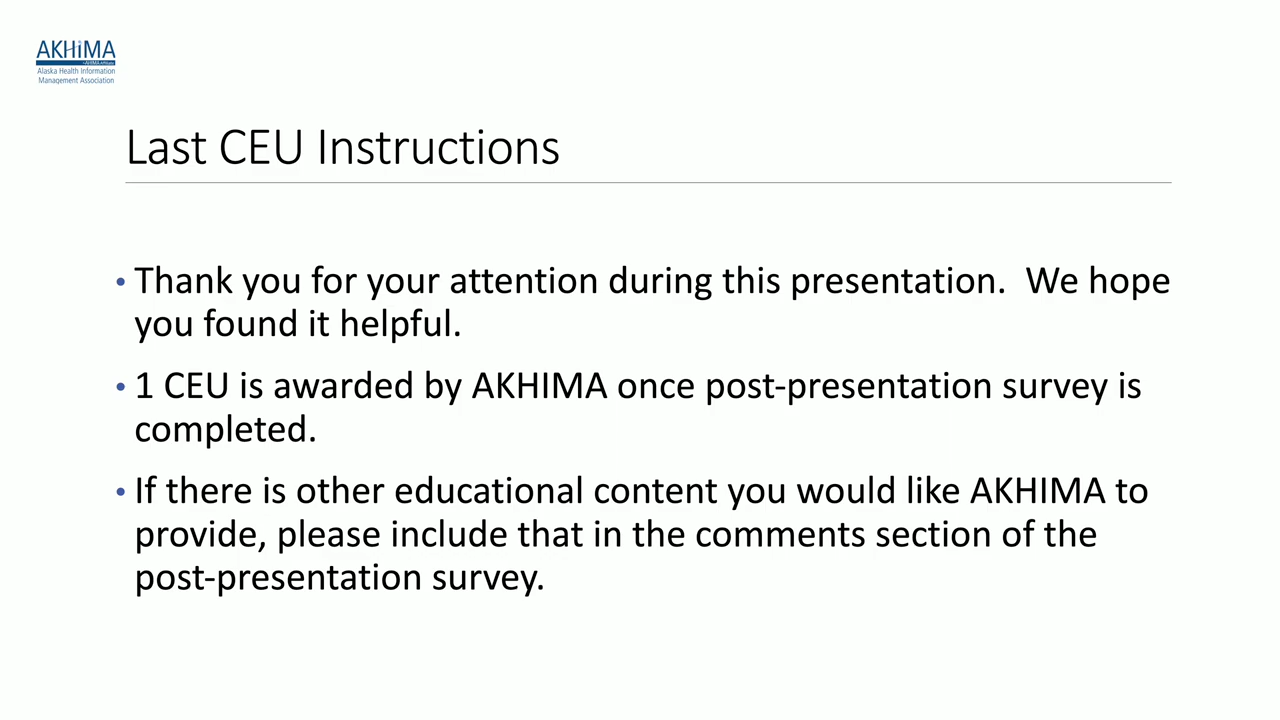 AKHiMA
Alaska Health Information
Management Association
Last CEU Instructions
• Thank you for your attention during this presentation.  We hope
you found it helpful.
• 1 CEU is awarded by AKHIMA once post-presentation survey is
completed.
• If there is other educational content you would like AKHIMA to
provide, please include that in the comments section of the
post-presentation survey.